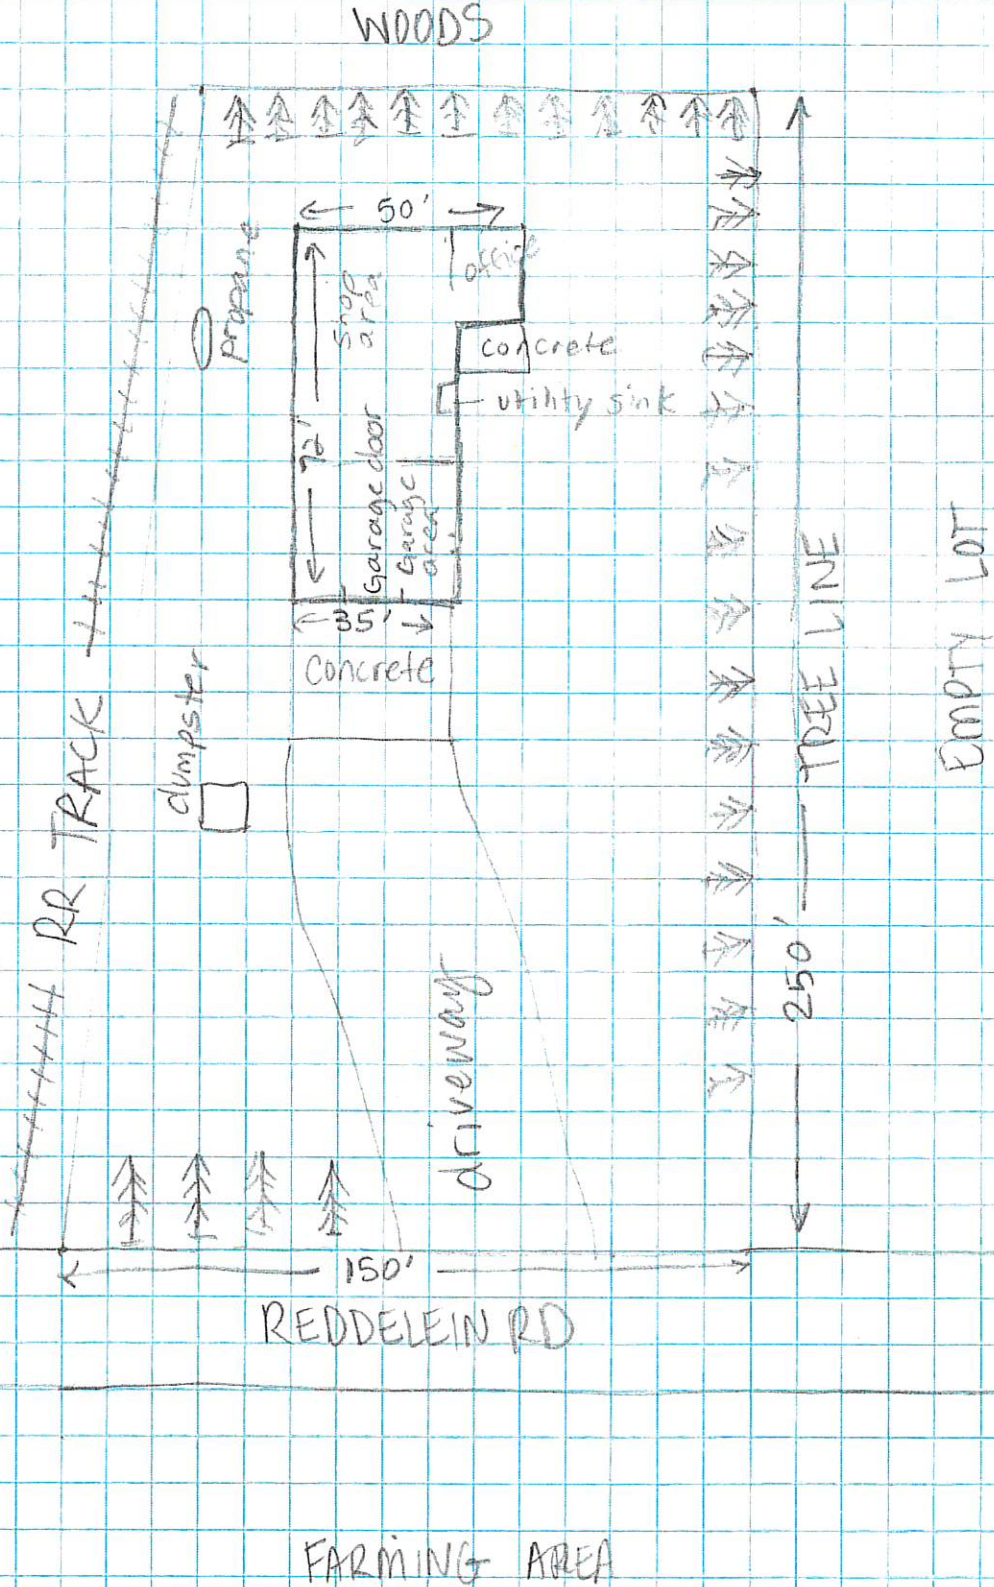 WOODS
50'
office
propane
shop
area
concrete
utility sink
72'
Garage door
Garage
area
35'
concrete
dumpster
RR TRACK
TREE LINE
EMPTY LOT
250'
driveway
150'
REDDELEIN RD
FARMING AREA